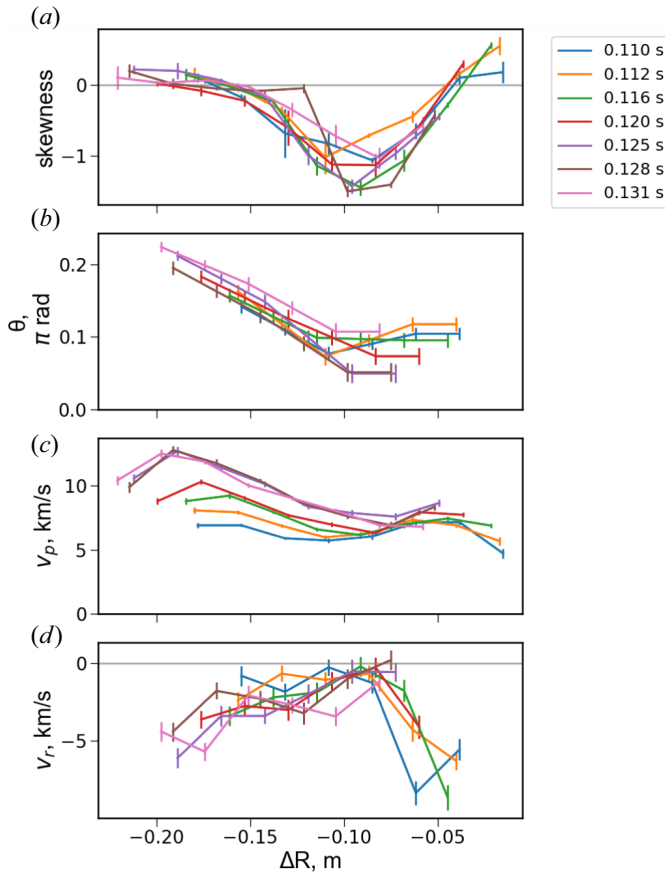 (a)
0
−1
skewness
0.110 s
0.112 s
0.116 s
0.120 s
0.125 s
0.128 s
0.131 s
(b)
0.2
0.1
0.0
θ,
π rad
(c)
10
5
0
v_p, km/s
(d)
0
−5
v_r, km/s
−0.20 −0.15 −0.10 −0.05
ΔR, m